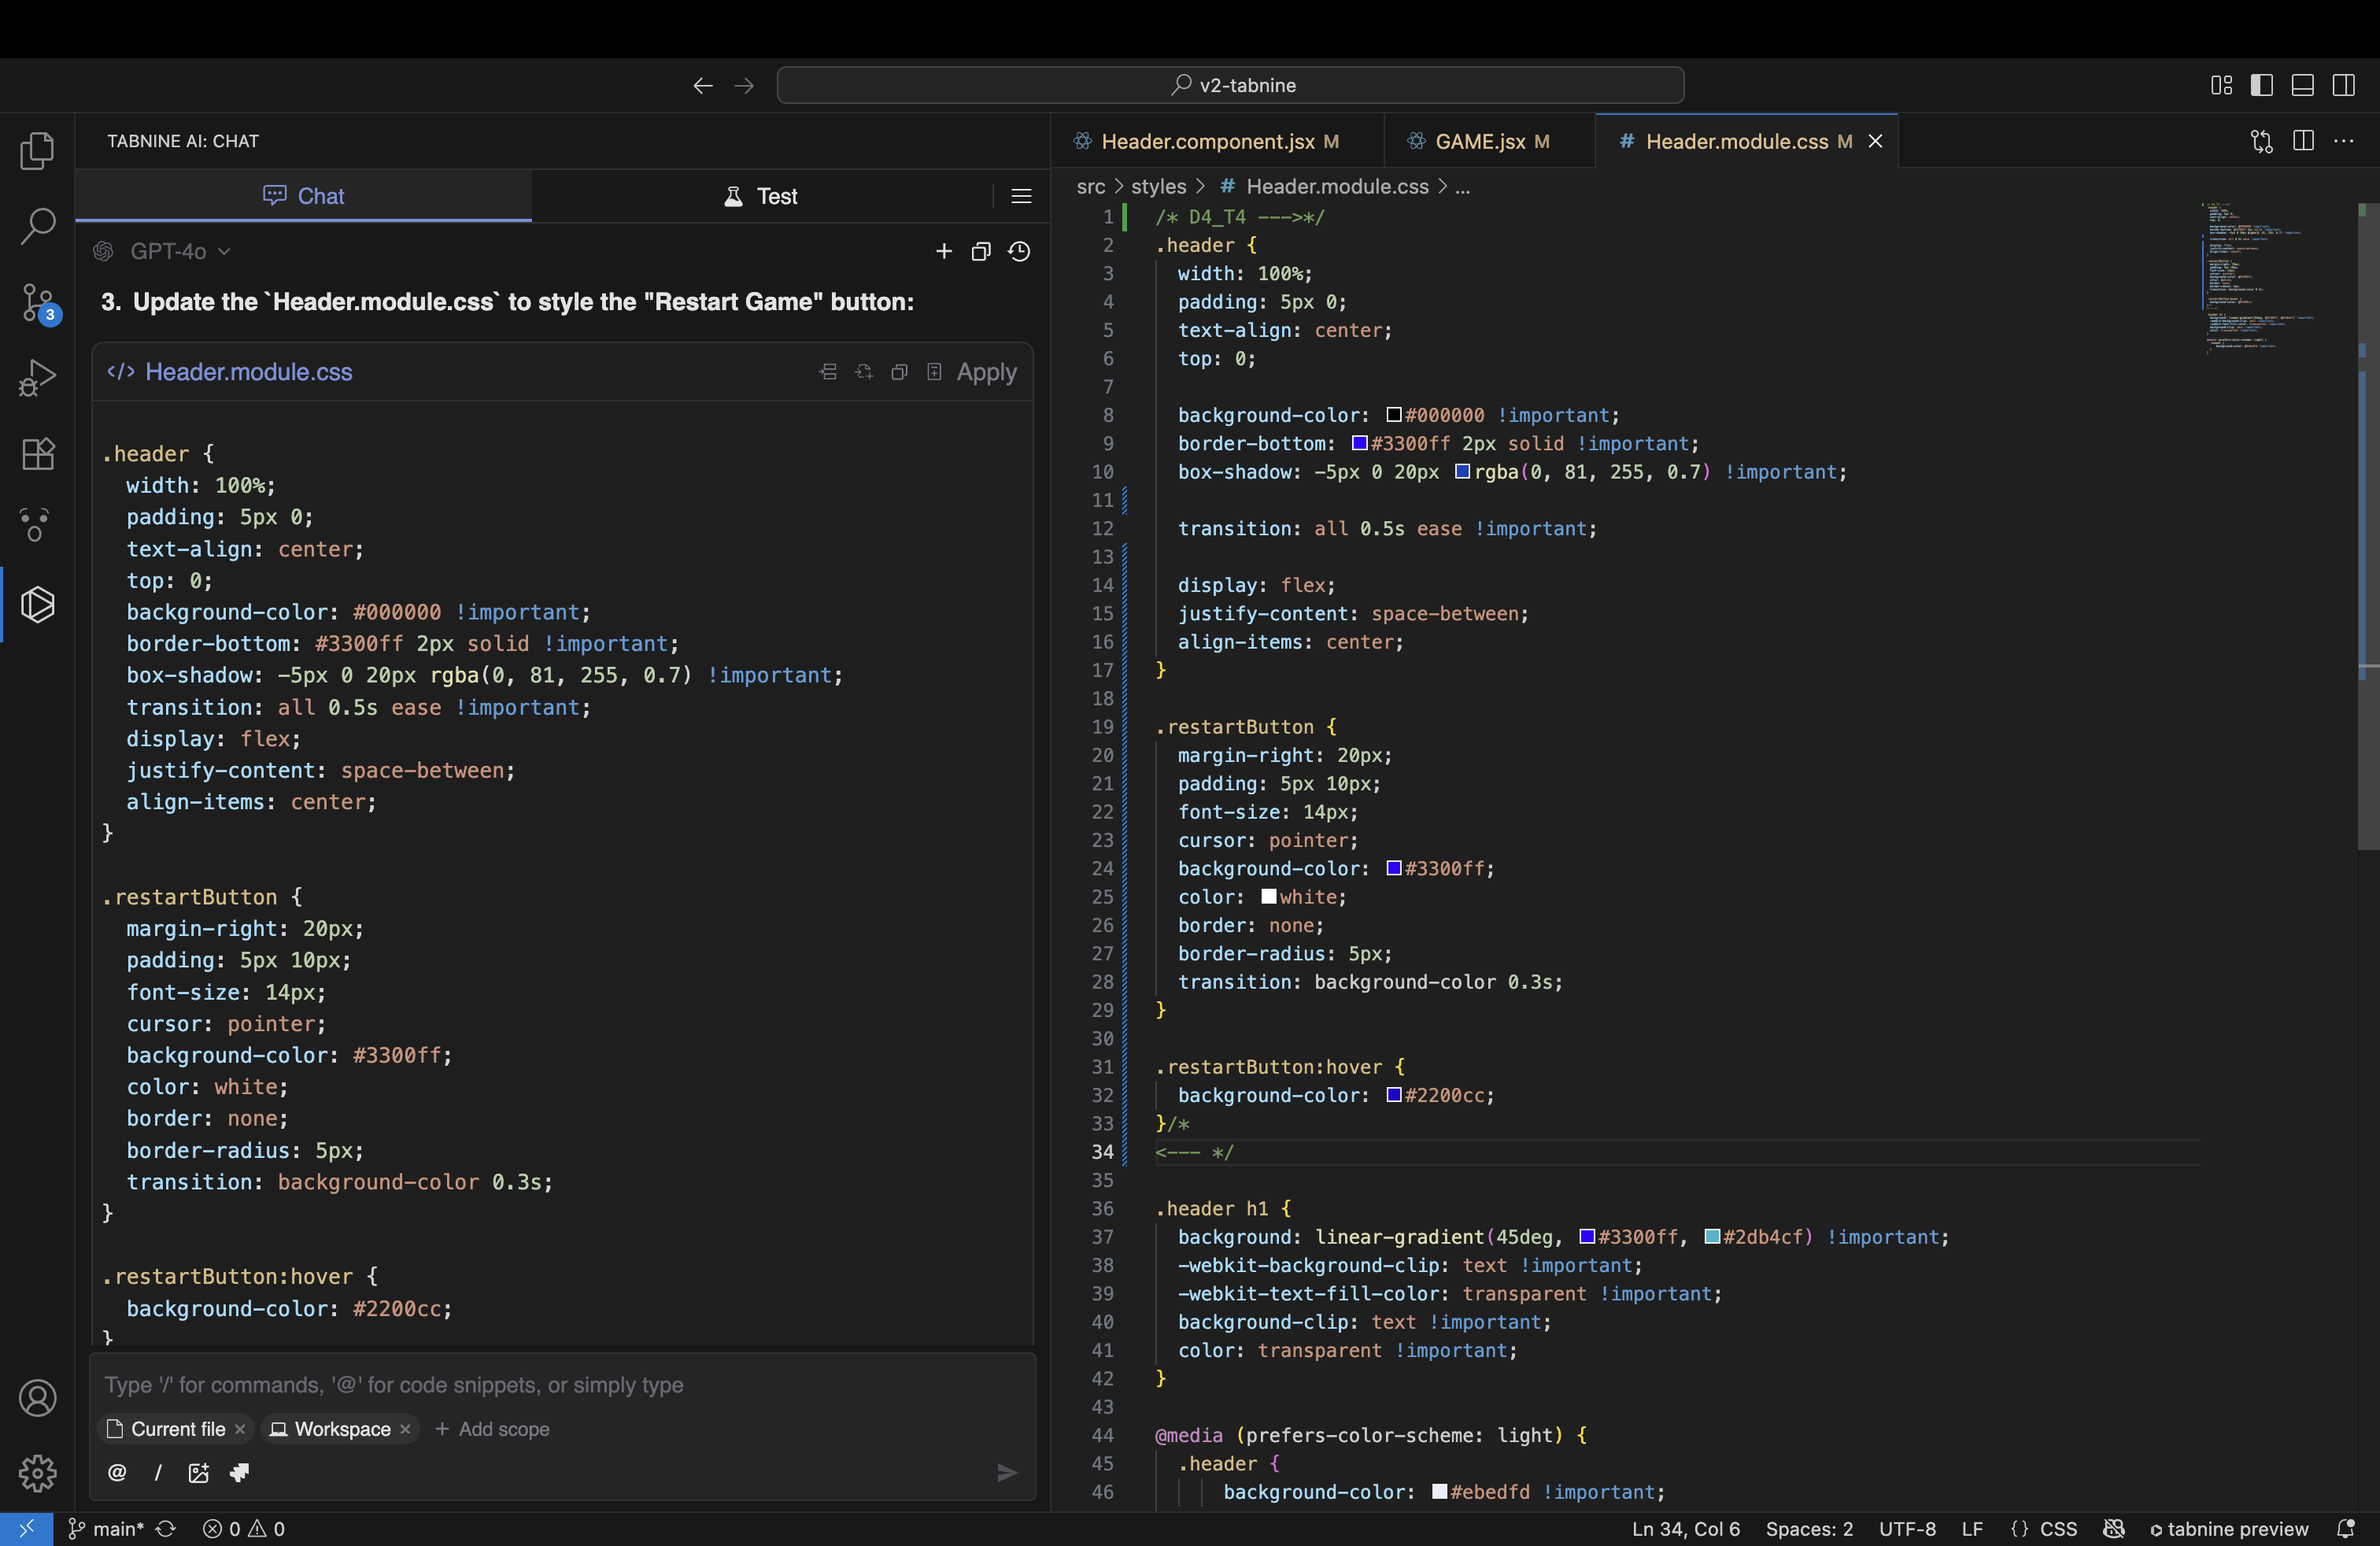 v2-tabnine
TABNINE AI: CHAT
Chat
Test
GPT-4o
3. Update the `Header.module.css` to style the "Restart Game" button:
</> Header.module.css
Apply
.header {
width: 100%;
padding: 5px 0;
text-align: center;
top: 0;
background-color: #000000 !important;
border-bottom: #3300ff 2px solid !important;
box-shadow: -5px 0 20px rgba(0, 81, 255, 0.7) !important;
transition: all 0.5s ease !important;
display: flex;
justify-content: space-between;
align-items: center;
}
.restartButton {
margin-right: 20px;
padding: 5px 10px;
font-size: 14px;
cursor: pointer;
background-color: #3300ff;
color: white;
border: none;
border-radius: 5px;
transition: background-color 0.3s;
}
.restartButton:hover {
background-color: #2200cc;
}
Type '/' for commands, '@' for code snippets, or simply type
Current file × Workspace × + Add scope
@ /
3
Header.component.jsx M
GAME.jsx M
# Header.module.css M
src > styles > # Header.module.css > ...
1 /* D4_T4 --->*/
2 .header {
3 width: 100%;
4 padding: 5px 0;
5 text-align: center;
6 top: 0;
7
8 background-color: #000000 !important;
9 border-bottom: #3300ff 2px solid !important;
10 box-shadow: -5px 0 20px rgba(0, 81, 255, 0.7) !important;
11
12 transition: all 0.5s ease !important;
13
14 display: flex;
15 justify-content: space-between;
16 align-items: center;
17 }
18
19 .restartButton {
20 margin-right: 20px;
21 padding: 5px 10px;
22 font-size: 14px;
23 cursor: pointer;
24 background-color: #3300ff;
25 color: white;
26 border: none;
27 border-radius: 5px;
28 transition: background-color 0.3s;
29 }
30
31 .restartButton:hover {
32 background-color: #2200cc;
33 }/*
34 <--- */
35
36 .header h1 {
37 background: linear-gradient(45deg, #3300ff, #2db4cf) !important;
38 -webkit-background-clip: text !important;
39 -webkit-text-fill-color: transparent !important;
40 background-clip: text !important;
41 color: transparent !important;
42 }
43
44 @media (prefers-color-scheme: light) {
45 .header {
46 background-color: #ebedfd !important;
main* 0 0
Ln 34, Col 6 Spaces: 2 UTF-8 LF {} CSS tabnine preview